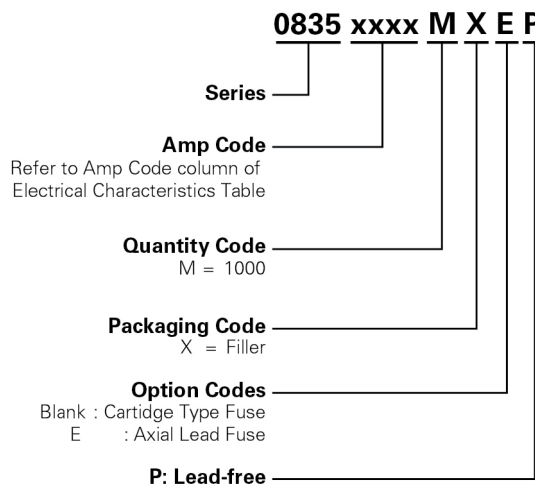 0835 xxxx M X E P
Series
Amp Code
Refer to Amp Code column of
Electrical Characteristics Table
Quantity Code
M = 1000
Packaging Code
X = Filler
Option Codes
Blank : Cartidge Type Fuse
E : Axial Lead Fuse
P: Lead-free